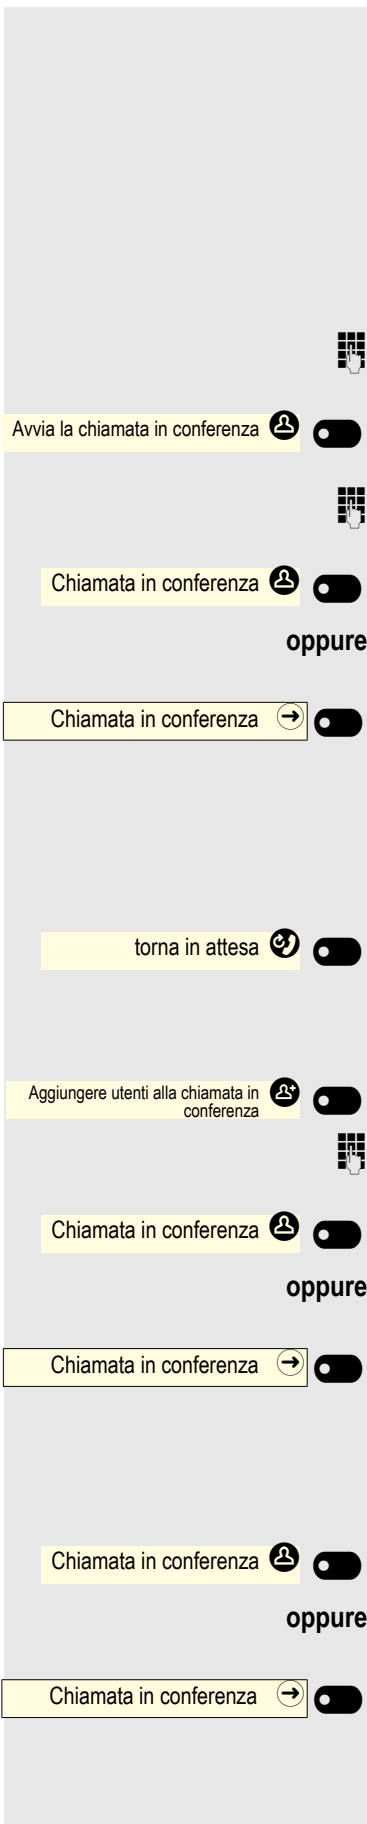 Avvia la chiamata in conferenza
Chiamata in conferenza
oppure
Chiamata in conferenza
torna in attesa
Aggiungere utenti alla chiamata in
conferenza
Chiamata in conferenza
oppure
Chiamata in conferenza
Chiamata in conferenza
oppure
Chiamata in conferenza